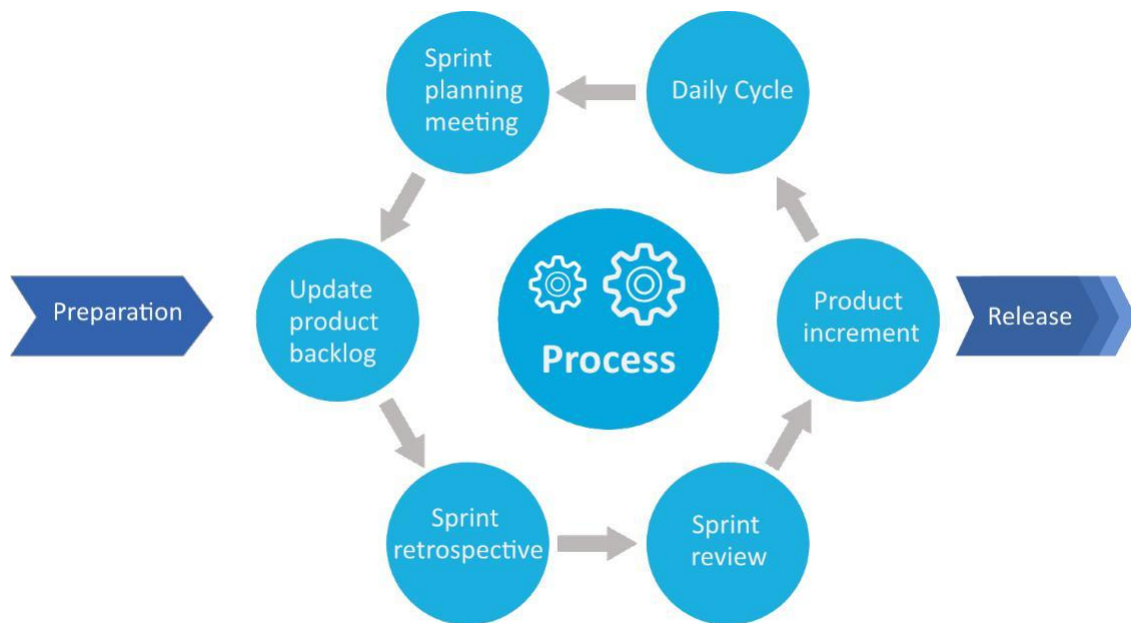 Sprint
planning
meeting
Daily Cycle
Preparation
Update
product
backlog
Process
Product
increment
Release
Sprint
retrospective
Sprint
review